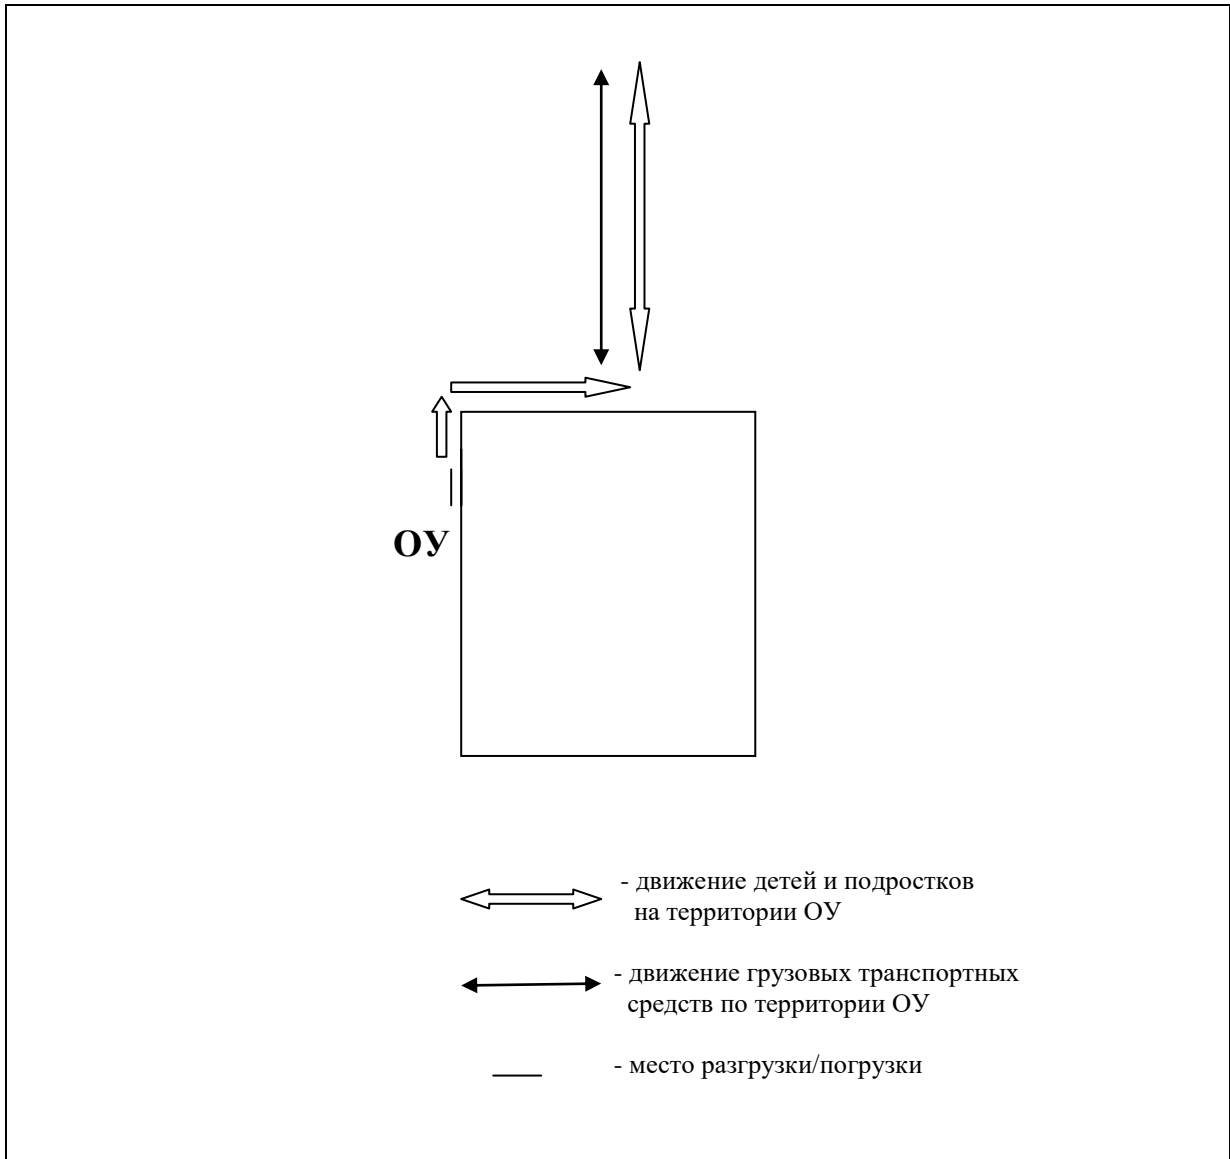 ОУ
- движение детей и подростков
на территории ОУ
- движение грузовых транспортных
средств по территории ОУ
- место разгрузки/погрузки